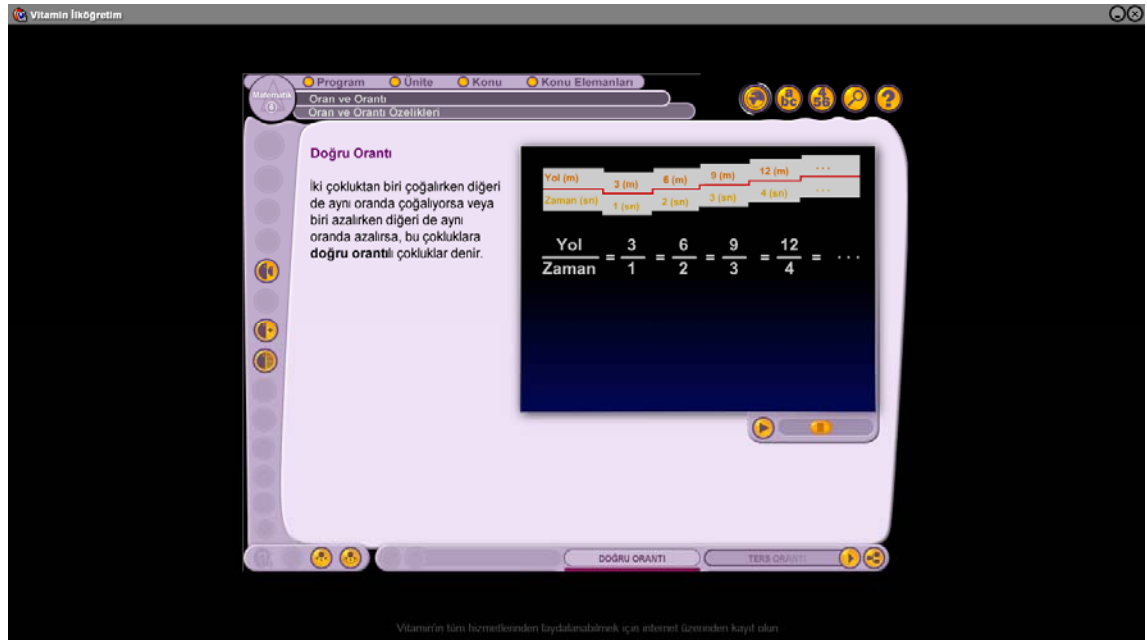 Vitamin İlköğretim
Program Ünite Konu Konu Elemanları
Matematik
6
Oran ve Orantı
Oran ve Orantı Özelikleri
a
bc
4
56
?
Doğru Orantı
İki çokluktan biri çoğalırken diğeri
de aynı oranda çoğalıyorsa veya
biri azalırken diğeri de aynı
oranda azalırsa, bu çokluklara
doğru orantılı çokluklar denir.
Yol (m) 3 (m) 6 (m) 9 (m) 12 (m) ...
Zaman (sn) 1 (sn) 2 (sn) 3 (sn) 4 (sn) ...
Yol 3 6 9 12
= = = = = ...
Zaman 1 2 3 4
DOĞRU ORANTI TERS ORANTI
Vitamin'in tüm hizmetlerinden faydalanabilmek için internet üzerinden kayıt olun